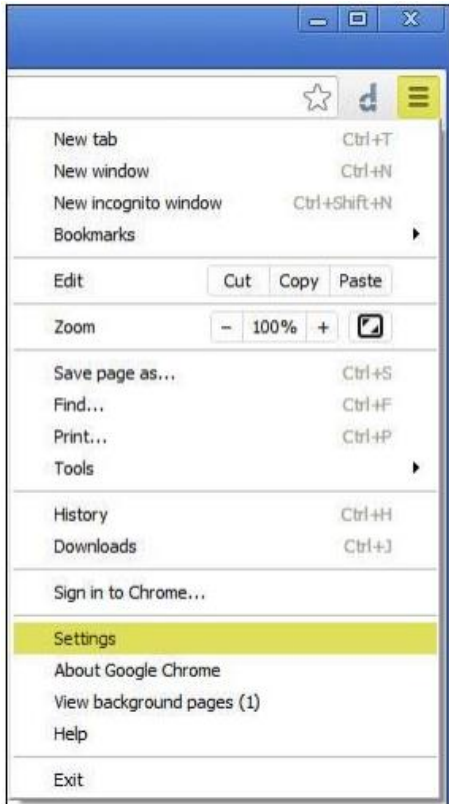 d
New tab Ctrl+T
New window Ctrl+N
New incognito window Ctrl+Shift+N
Bookmarks
Edit Cut Copy Paste
Zoom - 100% +
Save page as... Ctrl+S
Find... Ctrl+F
Print... Ctrl+P
Tools
History Ctrl+H
Downloads Ctrl+J
Sign in to Chrome...
Settings
About Google Chrome
View background pages (1)
Help
Exit